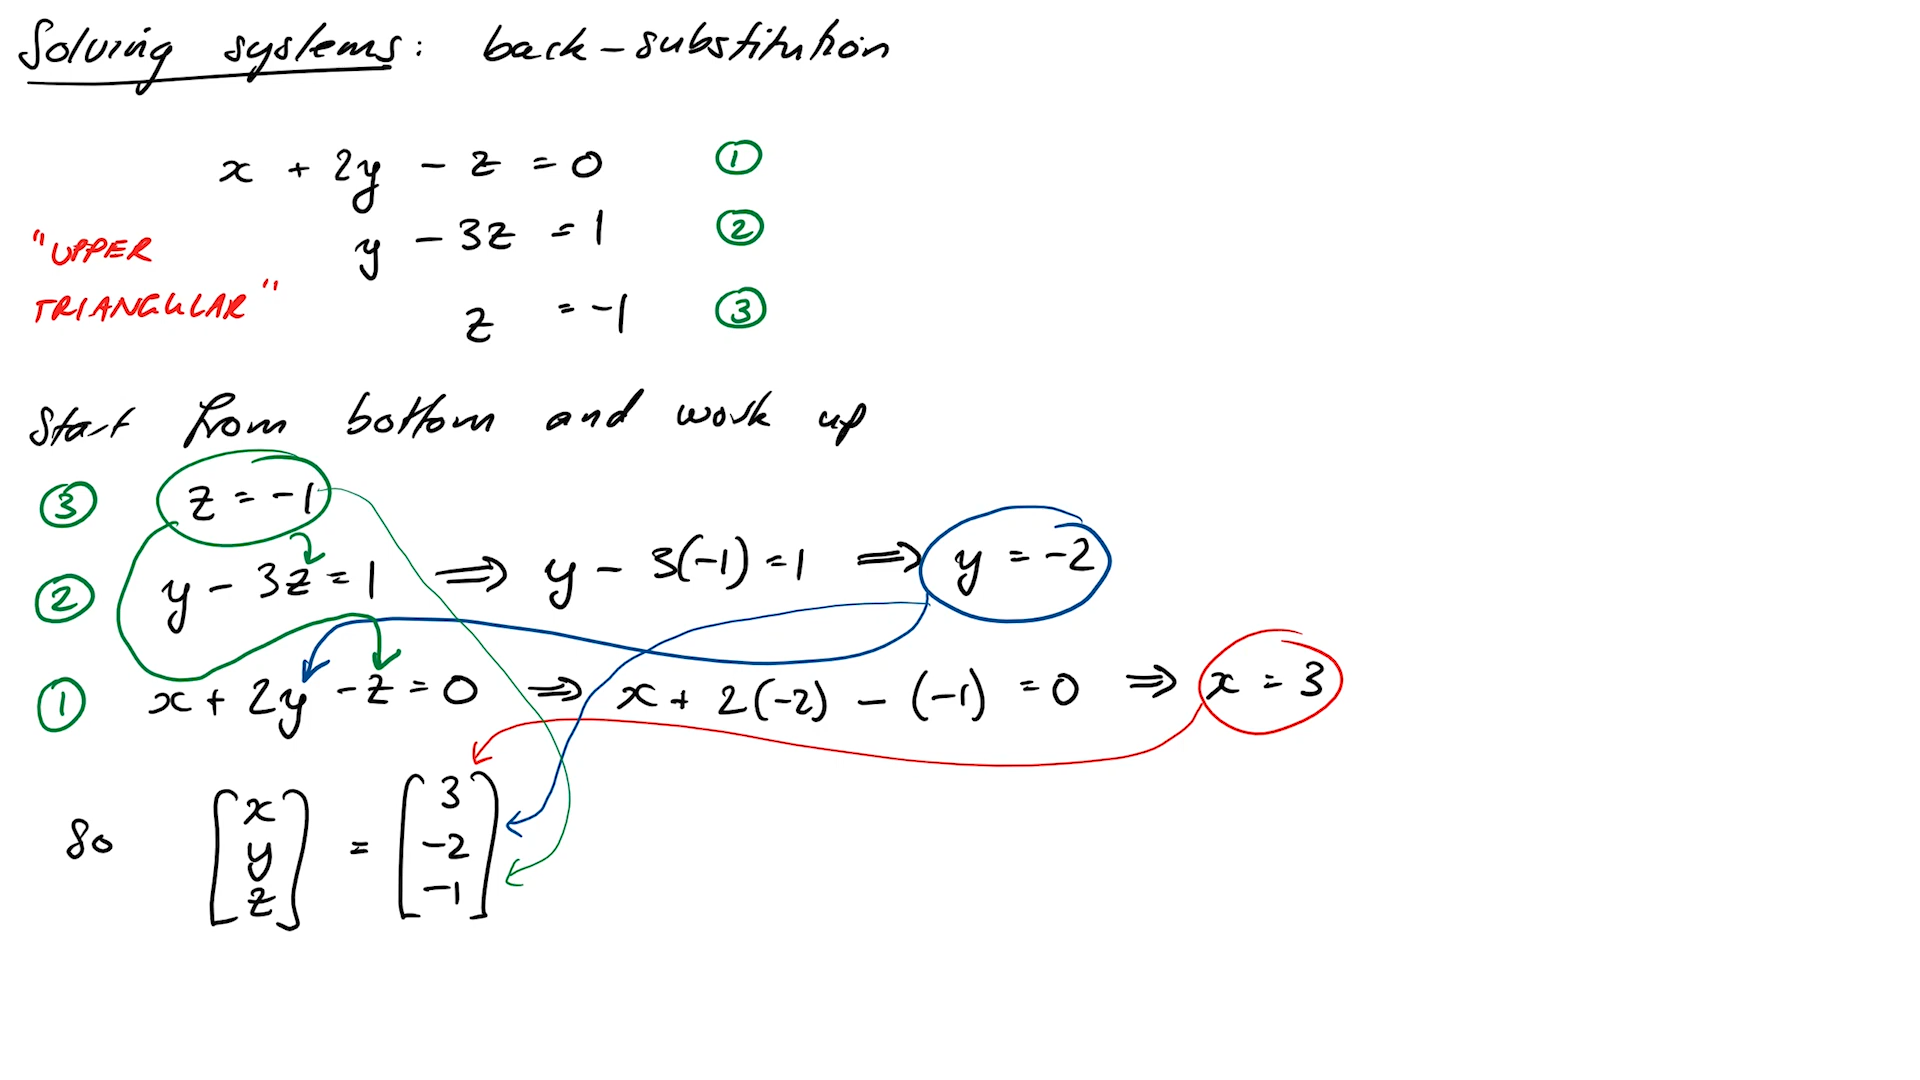 Solving systems: back-substitution
x + 2y - z = 0 ①
y - 3z = 1 ②
"UPPER TRIANGULAR"
z = -1 ③
Start from bottom and work up
③ z = -1
② y - 3z = 1 ⟹ y - 3(-1) = 1 ⟹ y = -2
① x + 2y - z = 0 ⟹ x + 2(-2) - (-1) = 0 ⟹ x = 3
So [x y z] = [3 -2 -1]